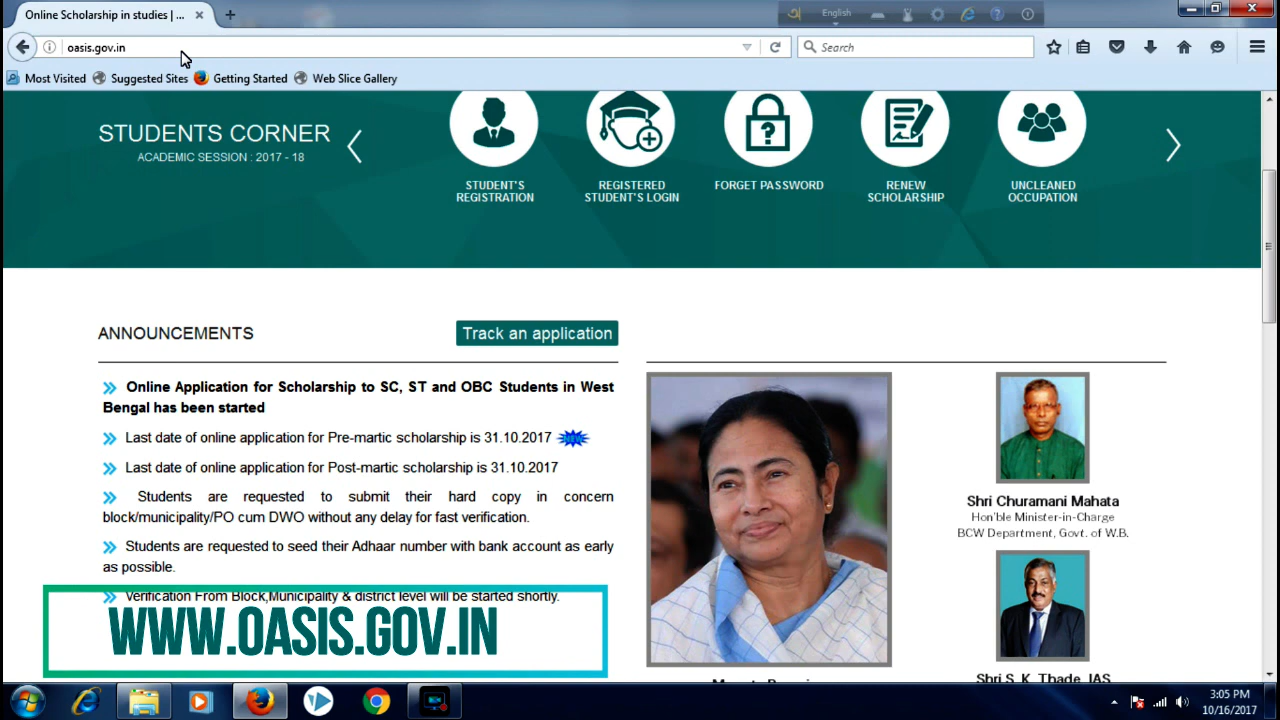 Online Scholarship in studies | ...
English
oasis.gov.in
Search
Most Visited
Suggested Sites
Getting Started
Web Slice Gallery
STUDENTS CORNER
ACADEMIC SESSION : 2017 - 18
STUDENT'S
REGISTRATION
REGISTERED
STUDENT'S LOGIN
FORGET PASSWORD
RENEW
SCHOLARSHIP
UNCLEANED
OCCUPATION
ANNOUNCEMENTS
Track an application
Online Application for Scholarship to SC, ST and OBC Students in West
Bengal has been started
Last date of online application for Pre-martic scholarship is 31.10.2017
Last date of online application for Post-martic scholarship is 31.10.2017
Students are requested to submit their hard copy in concern
block/municipality/PO cum DWO without any delay for fast verification.
Students are requested to seed their Adhaar number with bank account as early
as possible.
Verification From Block,Municipality & district level will be started shortly.
WWW.OASIS.GOV.IN
Shri Churamani Mahata
Hon'ble Minister-in-Charge
BCW Department, Govt. of W.B.
Shri S. K. Thade, IAS
3:05 PM
10/16/2017